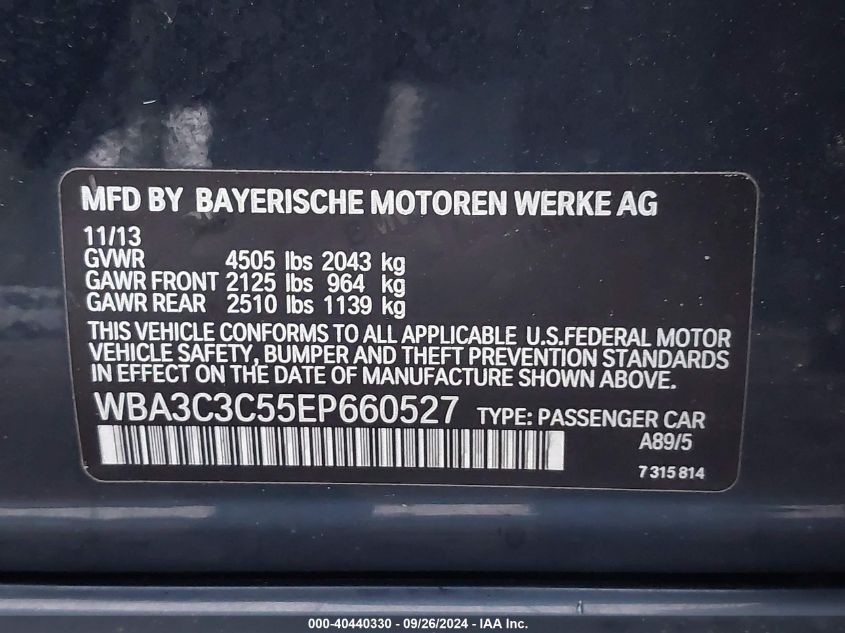 MFD BY BAYERISCHE MOTOREN WERKE AG
11/13
GVWR 4505 lbs 2043 kg
GAWR FRONT 2125 lbs 964 kg
GAWR REAR 2510 lbs 1139 kg
THIS VEHICLE CONFORMS TO ALL APPLICABLE U.S.FEDERAL MOTOR
VEHICLE SAFETY, BUMPER AND THEFT PREVENTION STANDARDS
IN EFFECT ON THE DATE OF MANUFACTURE SHOWN ABOVE.
WBA3C3C55EP660527 TYPE: PASSENGER CAR
A89/5
7 315 814
000-40440330 - 09/26/2024 - IAA Inc.